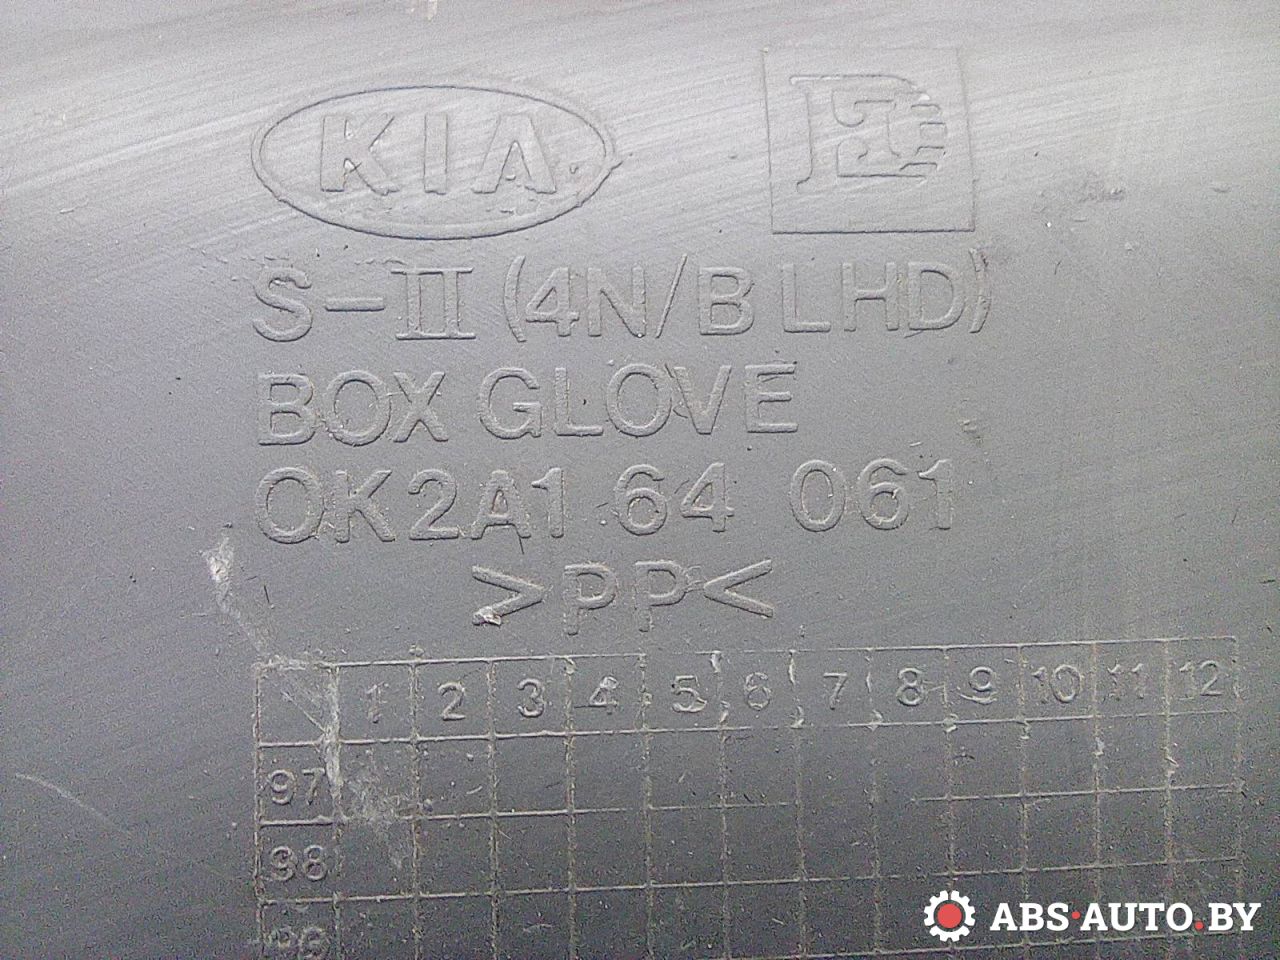 KIA
S-II (4N/B LHD)
BOX GLOVE
OK2A1 64 061
>PP<
1 2 3 4 5 6 7 8 9 10 11 12
97
98
ABS·AUTO.BY